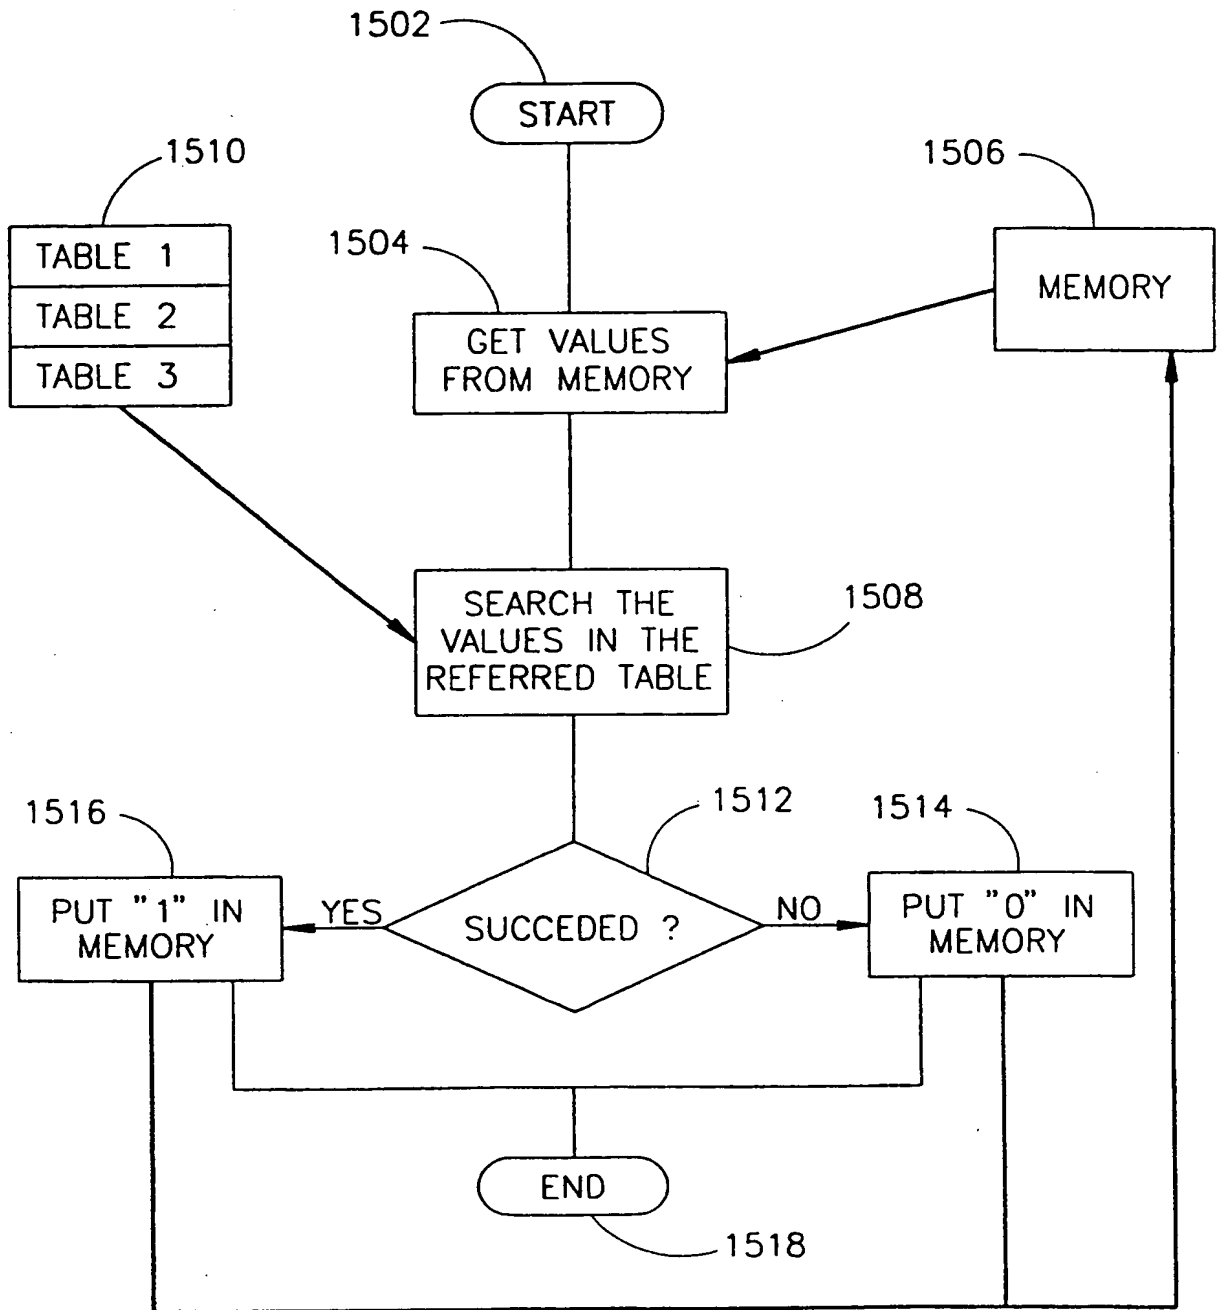 1502
START
1510
1506
TABLE 1
TABLE 2
TABLE 3
1504
MEMORY
GET VALUES
FROM MEMORY
SEARCH THE
VALUES IN THE
REFERRED TABLE
1508
1516
1512
1514
PUT "1" IN
MEMORY
YES
SUCCEDED ?
NO
PUT "0" IN
MEMORY
END
1518